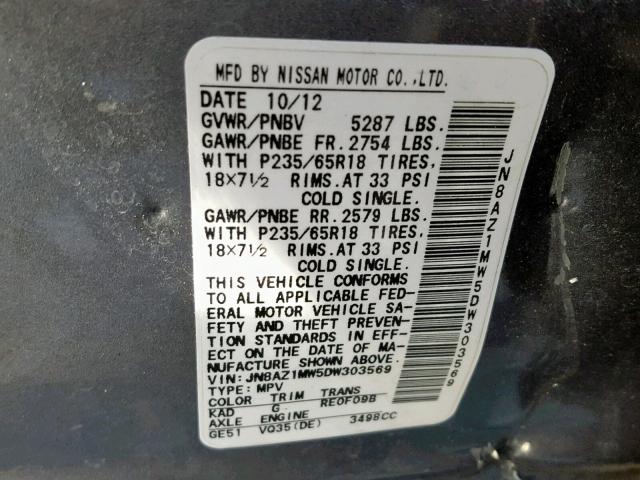 MFD BY NISSAN MOTOR CO.,LTD.
DATE 10/12
GVWR/PNBV 5287 LBS.
GAWR/PNBE FR. 2754 LBS.
WITH P235/65R18 TIRES.
18×7½ RIMS. AT 33 PSI
COLD SINGLE.
GAWR/PNBE RR. 2579 LBS.
WITH P235/65R18 TIRES.
18×7½ RIMS. AT 33 PSI
COLD SINGLE.
THIS VEHICLE CONFORMS
TO ALL APPLICABLE FED-
ERAL MOTOR VEHICLE SA-
FETY AND THEFT PREVEN-
TION STANDARDS IN EFF-
ECT ON THE DATE OF MA-
NUFACTURE SHOWN ABOVE.
VIN: JN8AZ1MW5DW303569
TYPE: MPV
COLOR TRIM TRANS
KAD G RE0F09B
AXLE ENGINE
GE51 VQ35(DE) 3498CC
JN8AZ1MW5DW303569